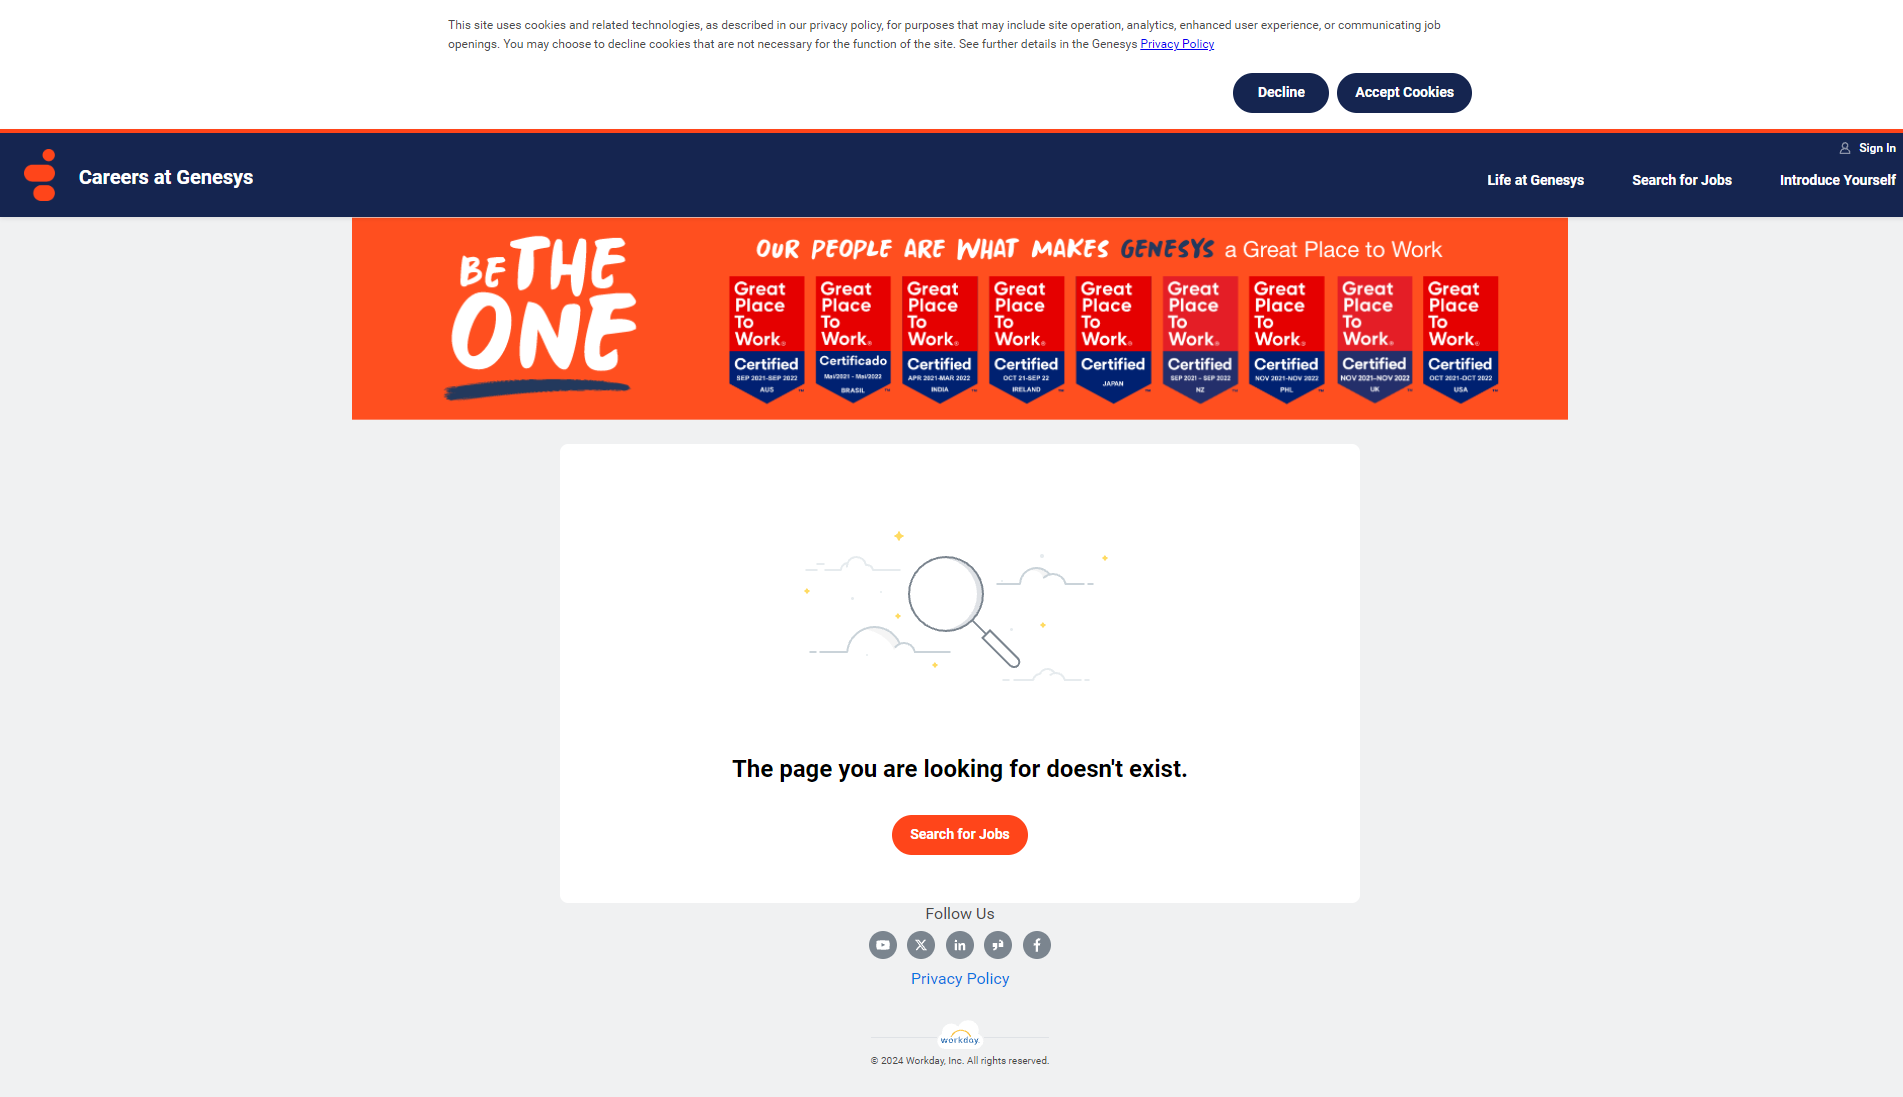 This site uses cookies and related technologies, as described in our privacy policy, for purposes that may include site operation, analytics, enhanced user experience, or communicating job
openings. You may choose to decline cookies that are not necessary for the function of the site. See further details in the Genesys Privacy Policy
Decline
Accept Cookies
Sign In
Careers at Genesys
Life at Genesys
Search for Jobs
Introduce Yourself
BE THE
ONE
OUR PEOPLE ARE WHAT MAKES GENESYS a Great Place to Work
Great Place To Work® Certified SEP 2021-SEP 2022 AUS
Great Place To Work® Certificado Mai/2021 - Mai/2022 BRASIL
Great Place To Work® Certified APR 2021-MAR 2022 INDIA
Great Place To Work® Certified OCT 21-SEP 22 IRELAND
Great Place To Work® Certified JAPAN
Great Place To Work® Certified SEP 2021 - SEP 2022 NZ
Great Place To Work® Certified NOV 2021-NOV 2022 PHL
Great Place To Work® Certified NOV 2021-NOV 2022 UK
Great Place To Work® Certified OCT 2021-OCT 2022 USA
The page you are looking for doesn't exist.
Search for Jobs
Follow Us
Privacy Policy
workday
© 2024 Workday, Inc. All rights reserved.